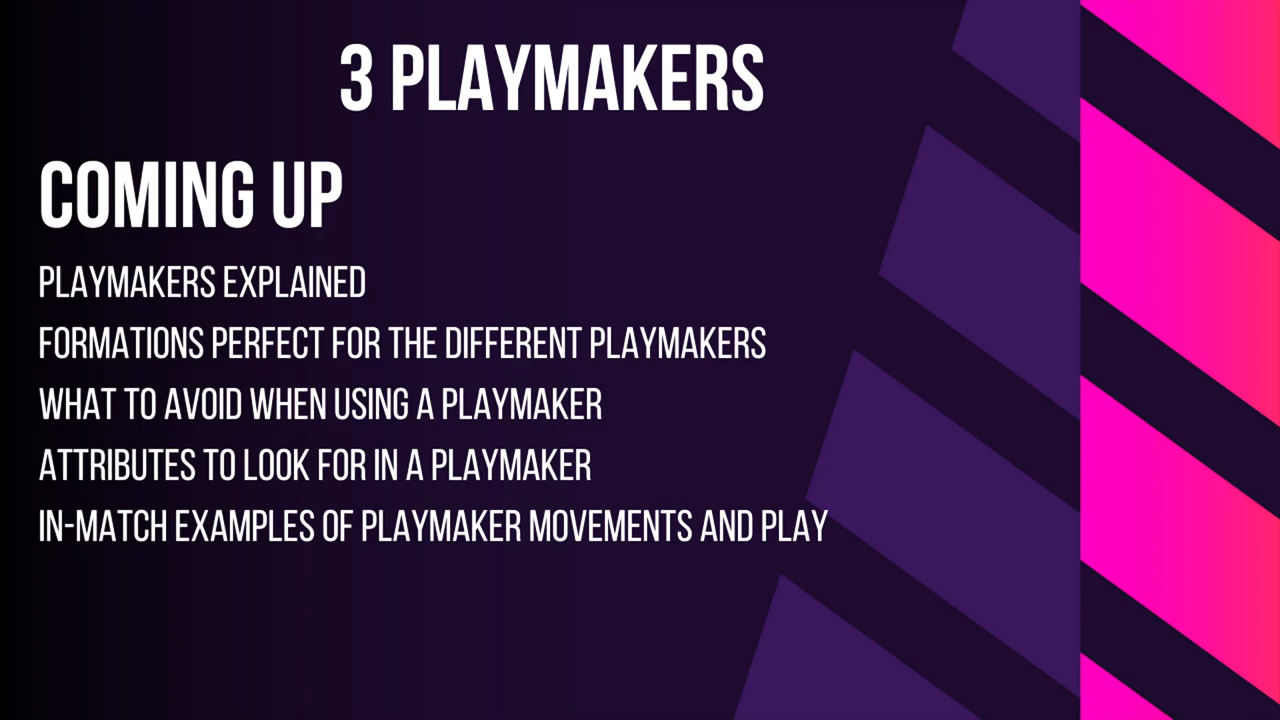 3 PLAYMAKERS
COMING UP
PLAYMAKERS EXPLAINED
FORMATIONS PERFECT FOR THE DIFFERENT PLAYMAKERS
WHAT TO AVOID WHEN USING A PLAYMAKER
ATTRIBUTES TO LOOK FOR IN A PLAYMAKER
IN-MATCH EXAMPLES OF PLAYMAKER MOVEMENTS AND PLAY